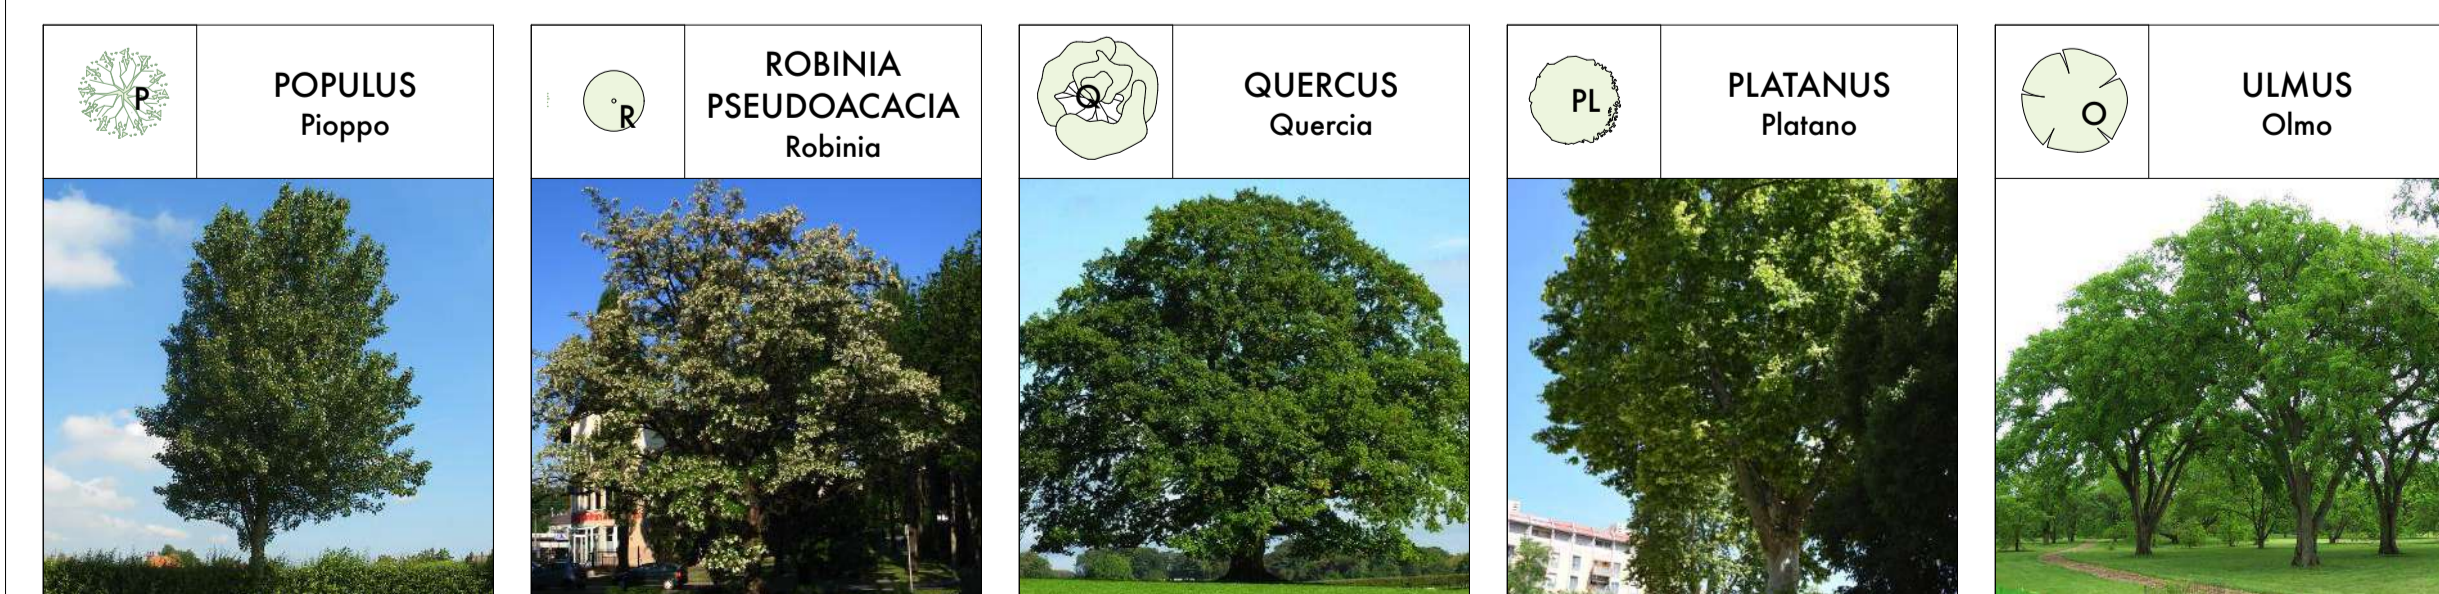 P
POPULUS
Pioppo
R
ROBINIA
PSEUDOACACIA
Robinia
Q
QUERCUS
Quercia
PL
PLATANUS
Platano
O
ULMUS
Olmo